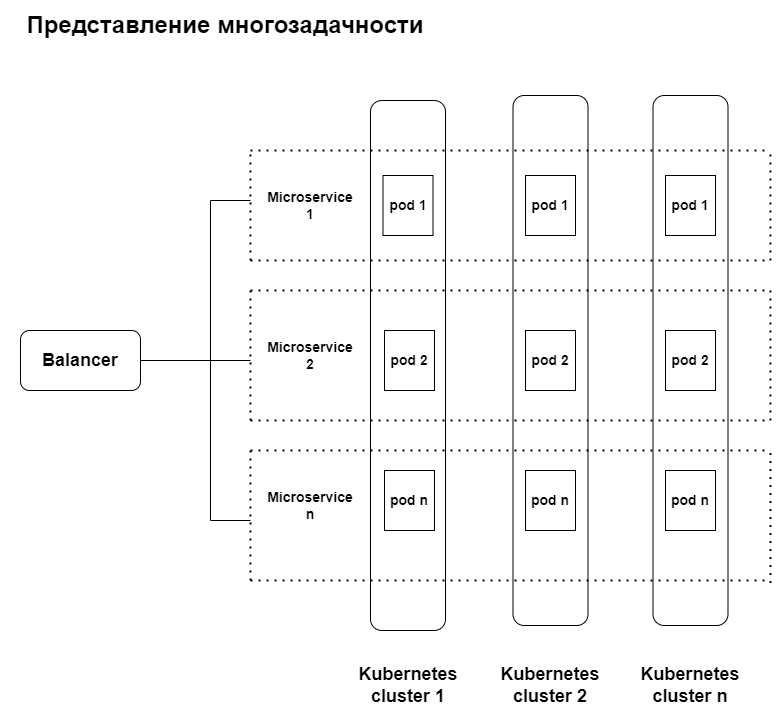 Представление многозадачности
Microservice
1
pod 1
pod 1
pod 1
Balancer
Microservice
2
pod 2
pod 2
pod 2
Microservice
n
pod n
pod n
pod n
Kubernetes
cluster 1
Kubernetes
cluster 2
Kubernetes
cluster n